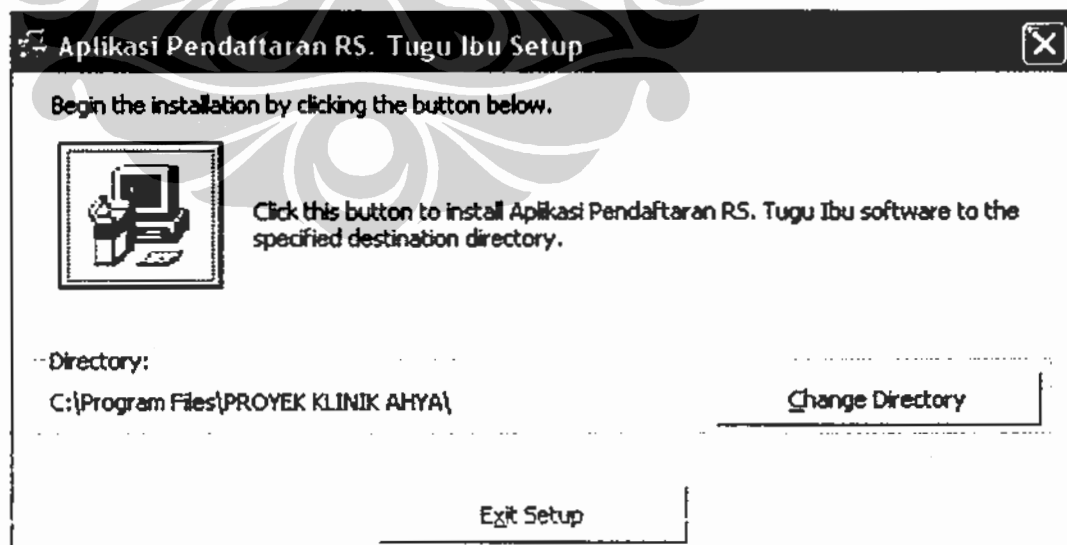 Aplikasi Pendaftaran RS. Tugu Ibu Setup
Begin the installation by clicking the button below.
Click this button to install Aplikasi Pendaftaran RS. Tugu Ibu software to the
specified destination directory.
Directory:
C:\Program Files\PROYEK KLINIK AHYA\
Change Directory
Exit Setup